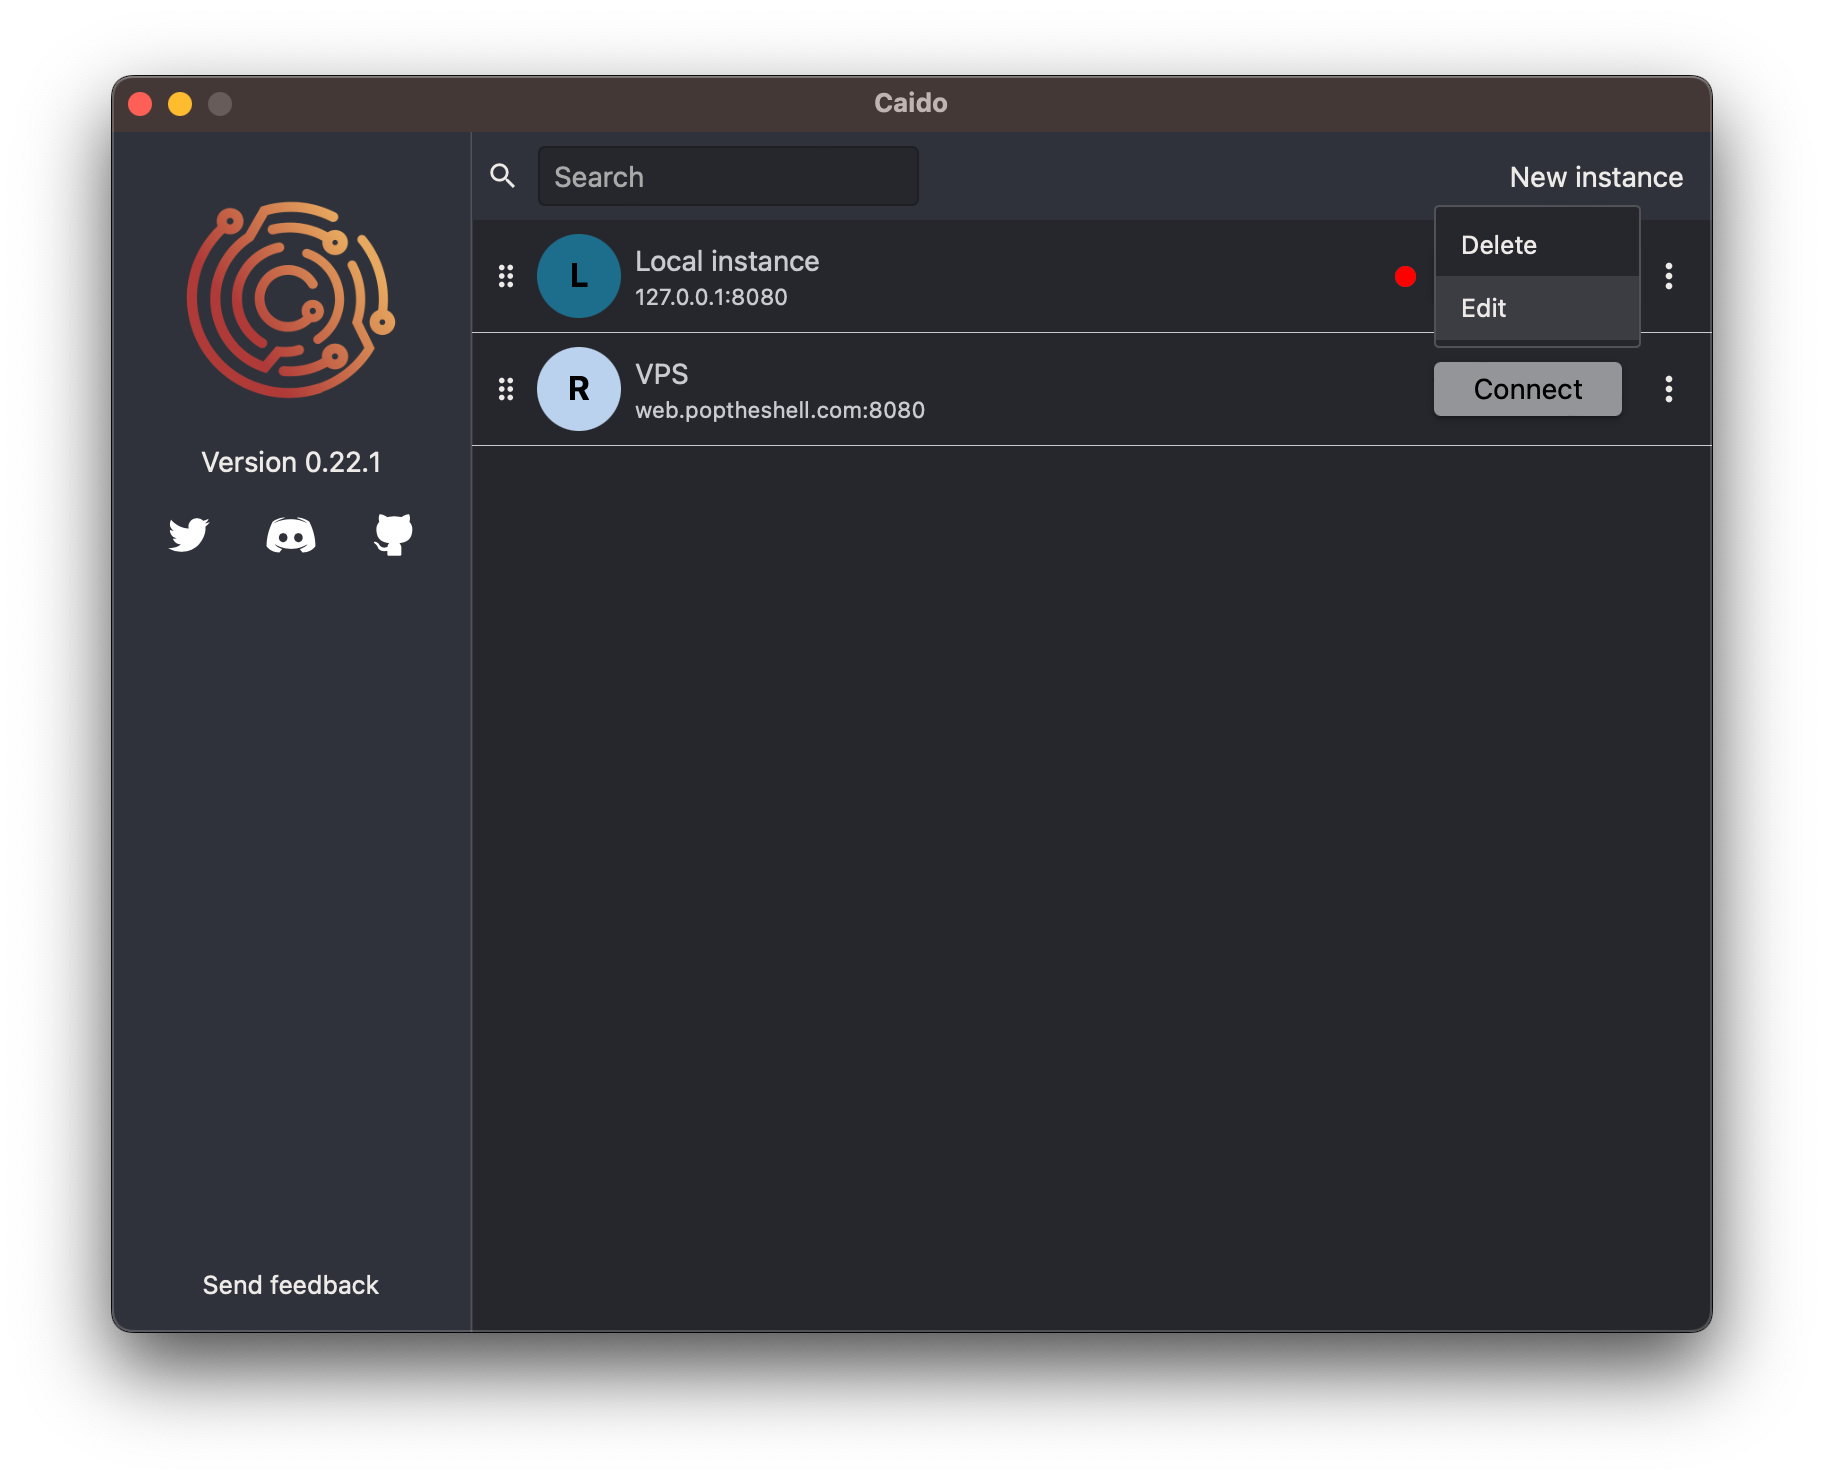 Caido
Search
New instance
Delete
Edit
L
Local instance
127.0.0.1:8080
R
VPS
web.poptheshell.com:8080
Connect
Version 0.22.1
Send feedback